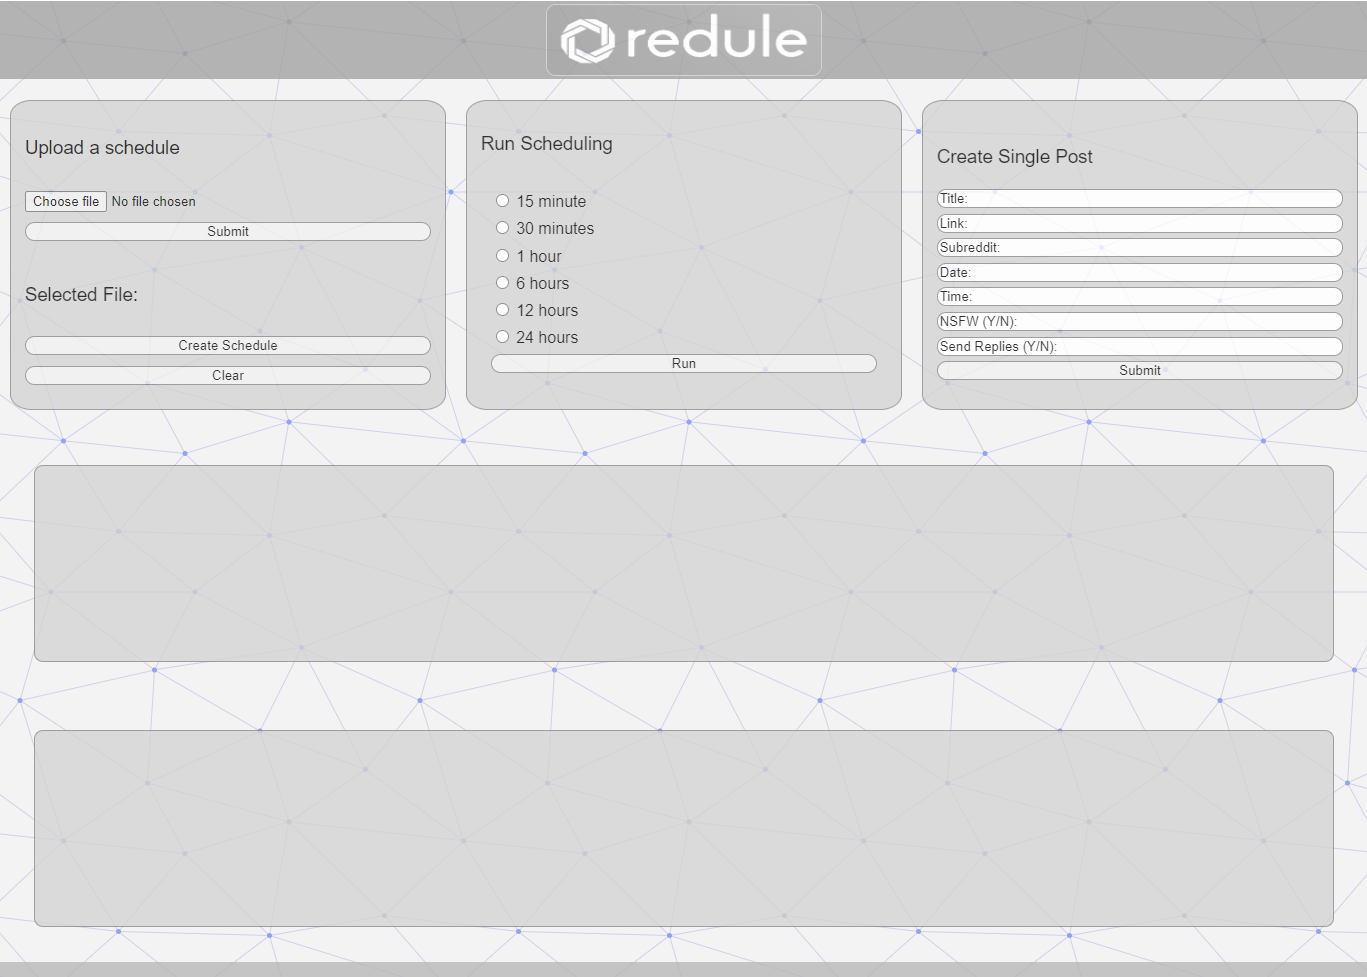 redule
Upload a schedule
Choose file No file chosen
Submit
Selected File:
Create Schedule
Clear
Run Scheduling
15 minute
30 minutes
1 hour
6 hours
12 hours
24 hours
Run
Create Single Post
Title:
Link:
Subreddit:
Date:
Time:
NSFW (Y/N):
Send Replies (Y/N):
Submit